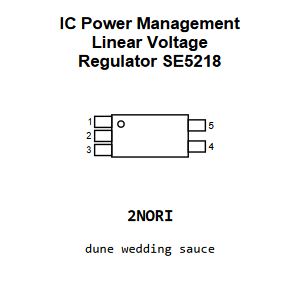 IC Power Management
Linear Voltage
Regulator SE5218
1
2
3
5
4
2NORI
dune wedding sauce